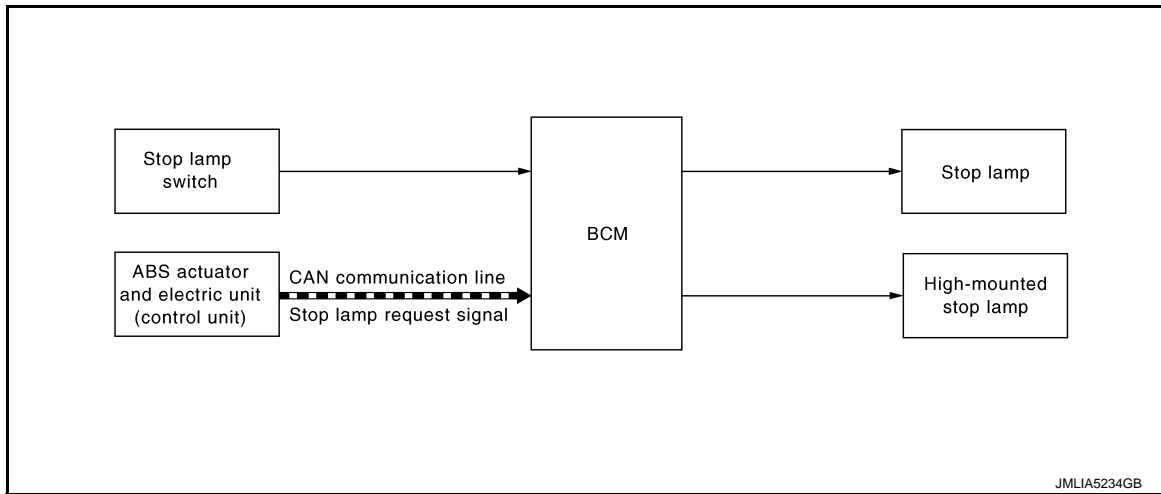 Stop lamp
switch
ABS actuator
and electric unit
(control unit)
CAN communication line
Stop lamp request signal
BCM
Stop lamp
High-mounted
stop lamp
JMLIA5234GB